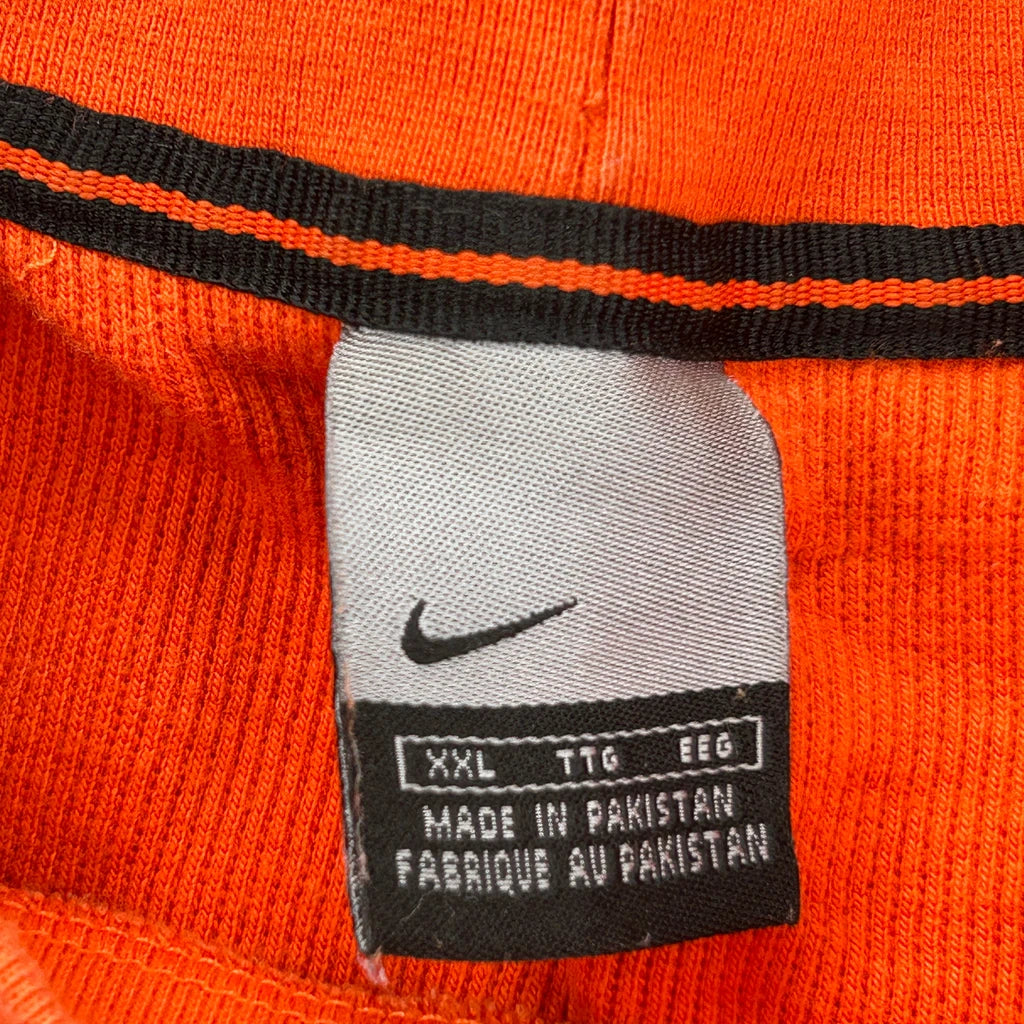 XXL TTG EEG
MADE IN PAKISTAN
FABRIQUE AU PAKISTAN